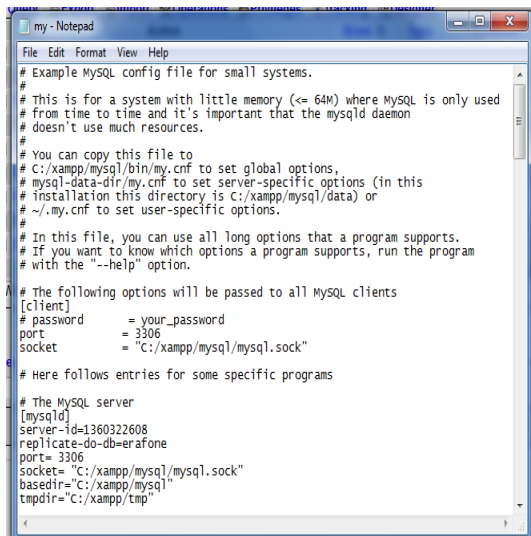 my - Notepad
File Edit Format View Help
# Example MySQL config file for small systems.
#
# This is for a system with little memory (<= 64M) where MySQL is only used
# from time to time and it's important that the mysqld daemon
# doesn't use much resources.
#
# You can copy this file to
# C:/xampp/mysql/bin/my.cnf to set global options,
# mysql-data-dir/my.cnf to set server-specific options (in this
# installation this directory is C:/xampp/mysql/data) or
# ~/.my.cnf to set user-specific options.
#
# In this file, you can use all long options that a program supports.
# If you want to know which options a program supports, run the program
# with the "--help" option.

# The following options will be passed to all MySQL clients
[client]
# password = your_password
port = 3306
socket = "C:/xampp/mysql/mysql.sock"

# Here follows entries for some specific programs

# The MySQL server
[mysqld]
server-id=1360322608
replicate-do-db=erafone
port= 3306
socket= "C:/xampp/mysql/mysql.sock"
basedir="C:/xampp/mysql"
tmpdir="C:/xampp/tmp"